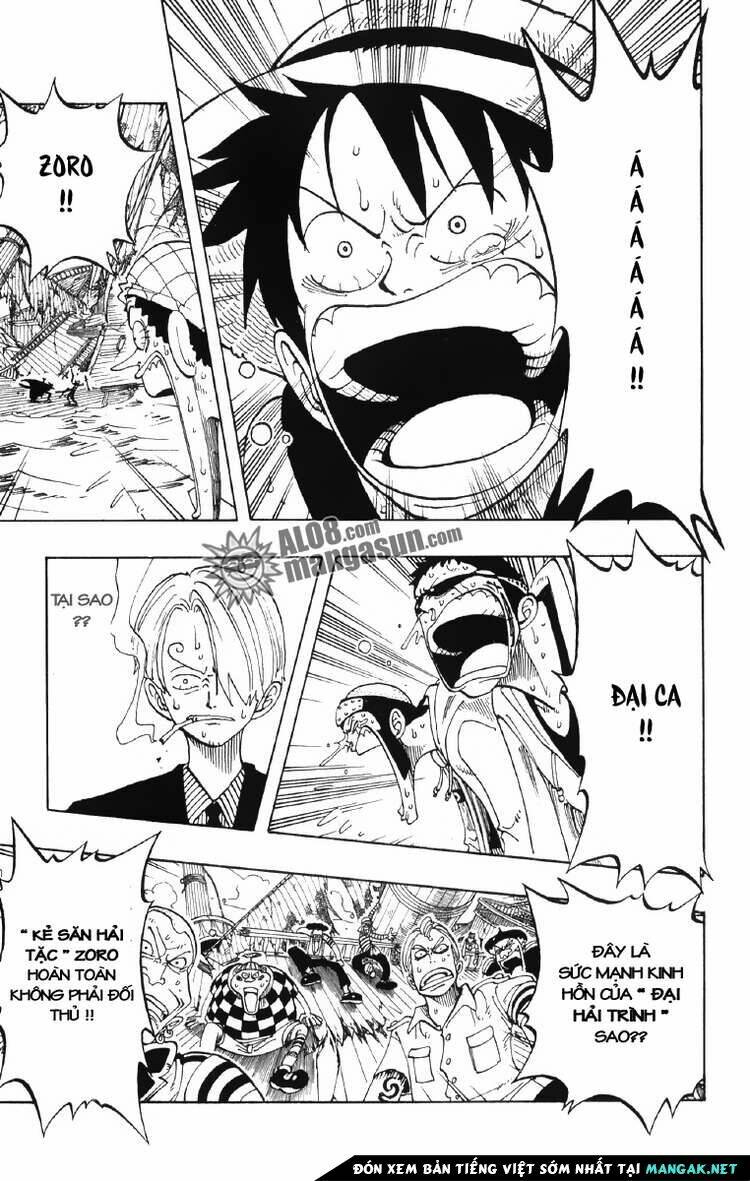 Á
Á
Á
Á
Á
Á
Á
Á !!
ZORO
!!
AL08.com
mangasun.com
ĐẠI CA
!!
TẠI SAO
??
ĐÂY LÀ
SỨC MẠNH KINH
HỒN CỦA " ĐẠI
HẢI TRÌNH "
SAO??
" KẺ SĂN HẢI
TẶC " ZORO
HOÀN TOÀN
KHÔNG PHẢI ĐỐI
THỦ !!
ĐÓN XEM BẢN TIẾNG VIỆT SỚM NHẤT TẠI MANGAK.NET